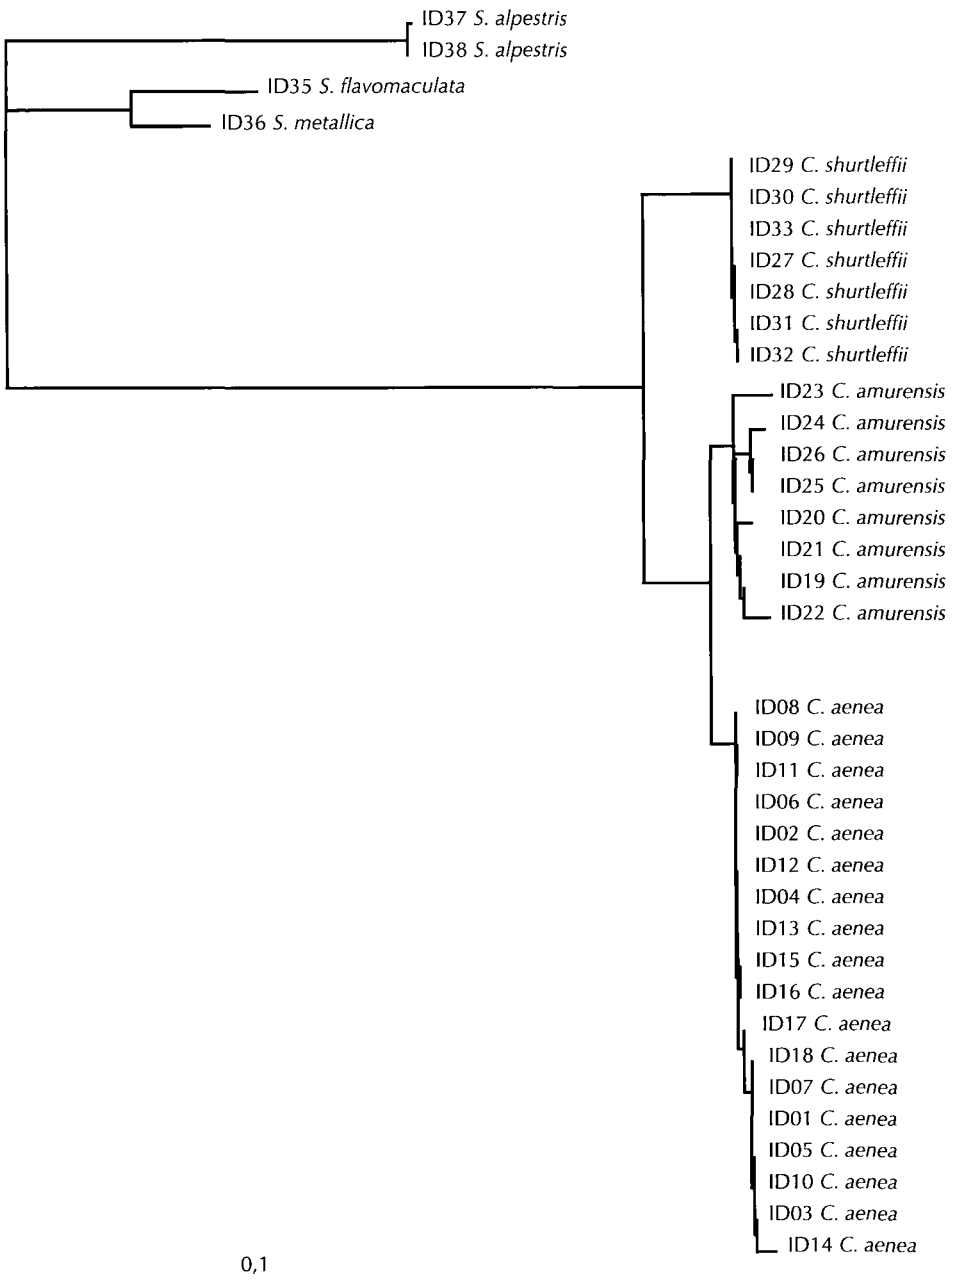 ID37 S. alpestris
ID38 S. alpestris
ID35 S. flavomaculata
ID36 S. metallica
ID29 C. shurtleffii
ID30 C. shurtleffii
ID33 C. shurtleffii
ID27 C. shurtleffii
ID28 C. shurtleffii
ID31 C. shurtleffii
ID32 C. shurtleffii
ID23 C. amurensis
ID24 C. amurensis
ID26 C. amurensis
ID25 C. amurensis
ID20 C. amurensis
ID21 C. amurensis
ID19 C. amurensis
ID22 C. amurensis
ID08 C. aenea
ID09 C. aenea
ID11 C. aenea
ID06 C. aenea
ID02 C. aenea
ID12 C. aenea
ID04 C. aenea
ID13 C. aenea
ID15 C. aenea
ID16 C. aenea
ID17 C. aenea
ID18 C. aenea
ID07 C. aenea
ID01 C. aenea
ID05 C. aenea
ID10 C. aenea
ID03 C. aenea
ID14 C. aenea
0,1